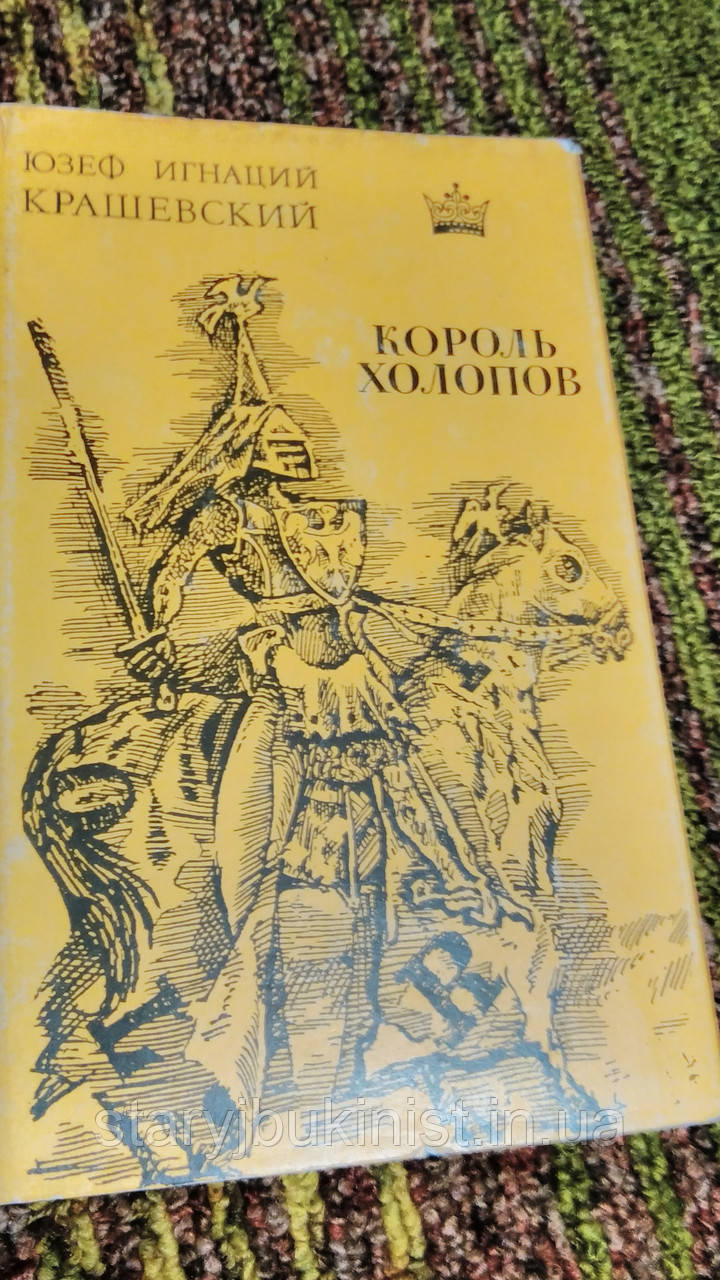 ЮЗЕФ ИГНАЦИЙ
КРАШЕВСКИЙ
КОРОЛЬ
ХОЛОПОВ
R
staryjbukinist.in.ua